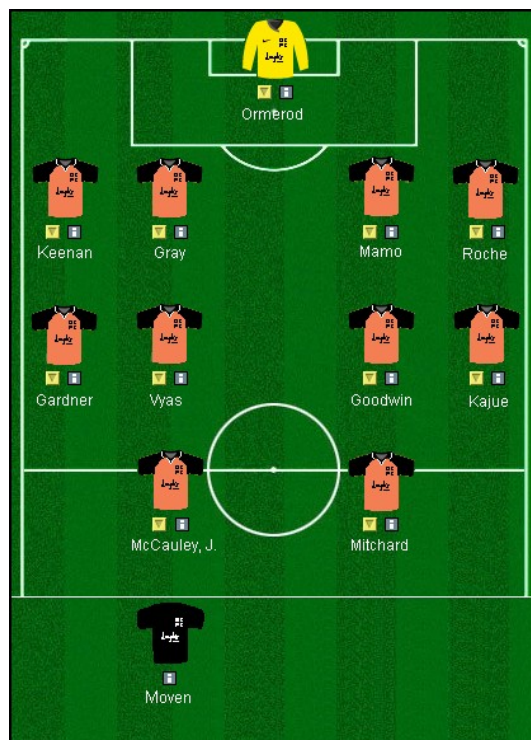 Ormerod
Keenan Gray Mamo Roche
Gardner Vyas Goodwin Kajue
McCauley, J. Mitchard
Moven